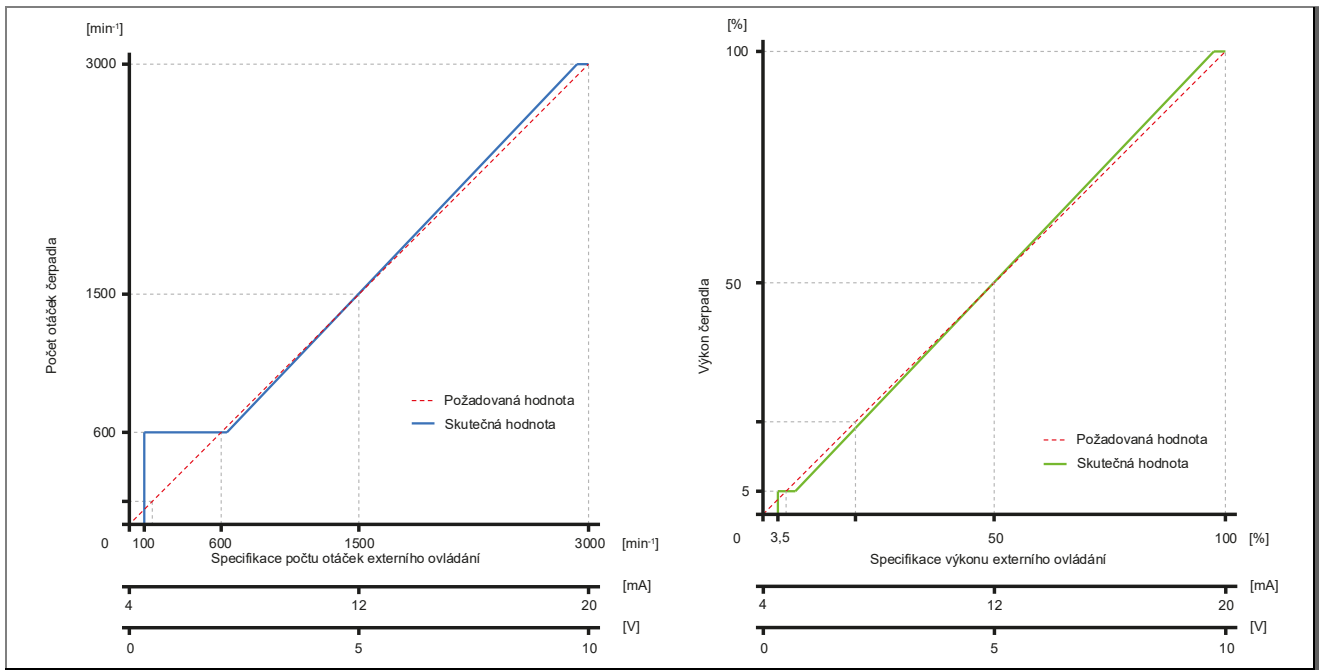 [min-1]
3000
1500
600
Počet otáček čerpadla
Požadovaná hodnota
Skutečná hodnota
0 100 600 1500 3000 [min-1]
Specifikace počtu otáček externího ovládání
[mA]
4 12 20
[V]
0 5 10
[%]
100
50
5
Výkon čerpadla
Požadovaná hodnota
Skutečná hodnota
0 3,5 50 100 [%]
Specifikace výkonu externího ovládání
[mA]
4 12 20
[V]
0 5 10